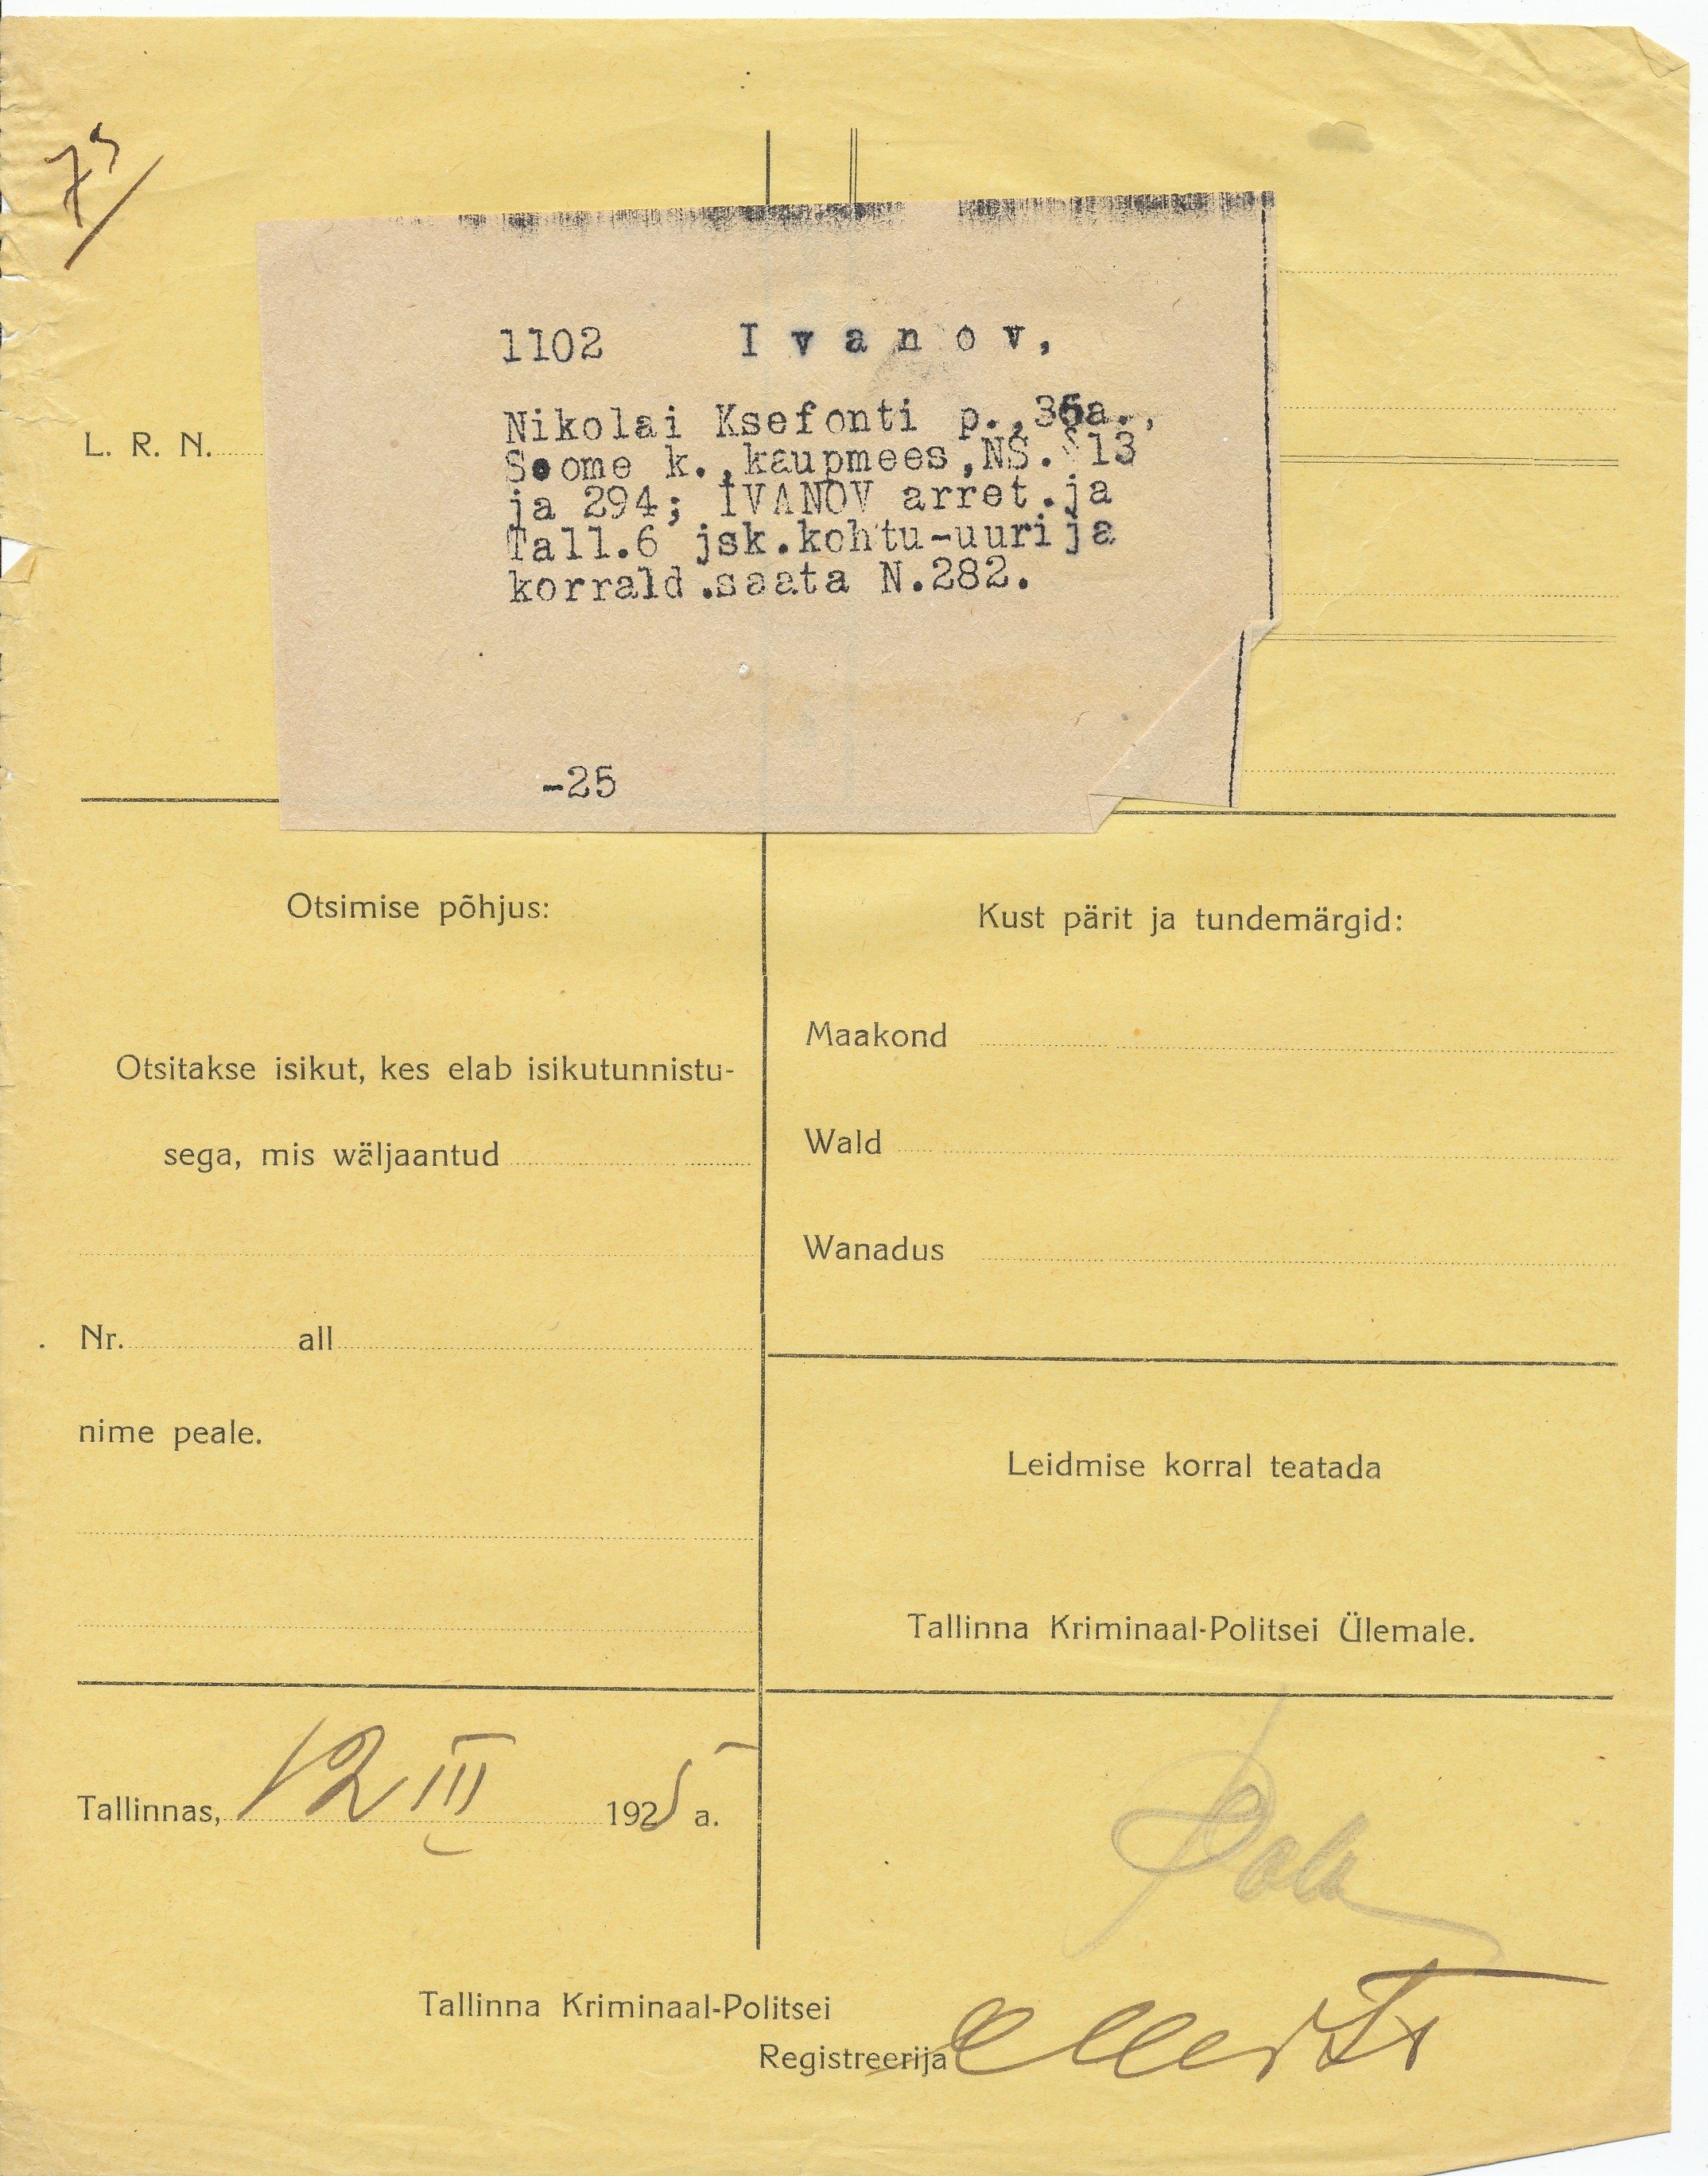 75
1102 Ivanov,
Nikolai Ksefonti p.,36a.,
Soome k.,kaupmees,NS.§13
ja 294; IVANOV arret.ja
Tall.6 jsk.kohtu-uurija
korrald.saata N.282.
-25
L. R. N.
Otsimise põhjus:
Otsitakse isikut, kes elab isikutunnistu-
sega, mis wäljaantud
Nr. all
nime peale.
Kust pärit ja tundemärgid:
Maakond
Wald
Wanadus
Leidmise korral teatada
Tallinna Kriminaal-Politsei Ülemale.
Tallinnas, 12 III 1925 a.
Tallinna Kriminaal-Politsei
Registreerija